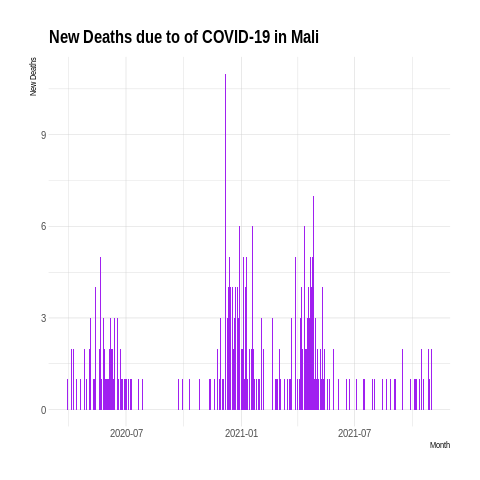 New Deaths due to of COVID-19 in Mali
New Deaths
9
6
3
0
2020-07 2021-01 2021-07
Month